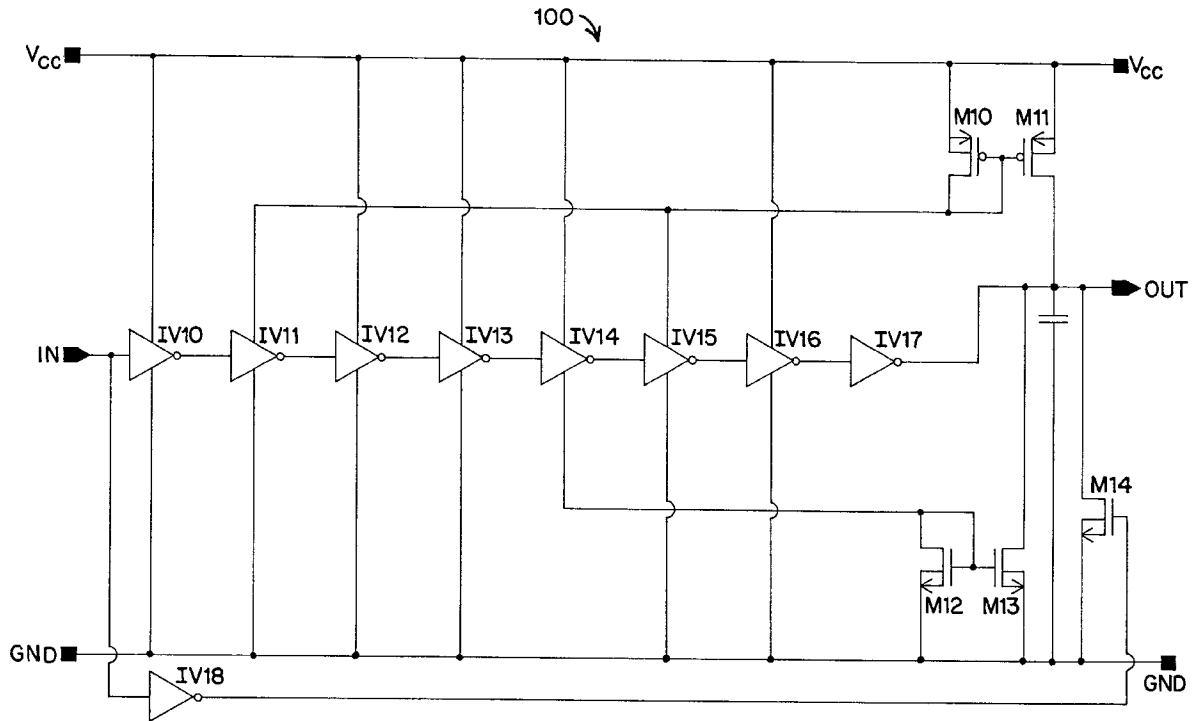 100
VCC
VCC
M10
M11
OUT
IN
IV10
IV11
IV12
IV13
IV14
IV15
IV16
IV17
M14
M12
M13
GND
GND
IV18